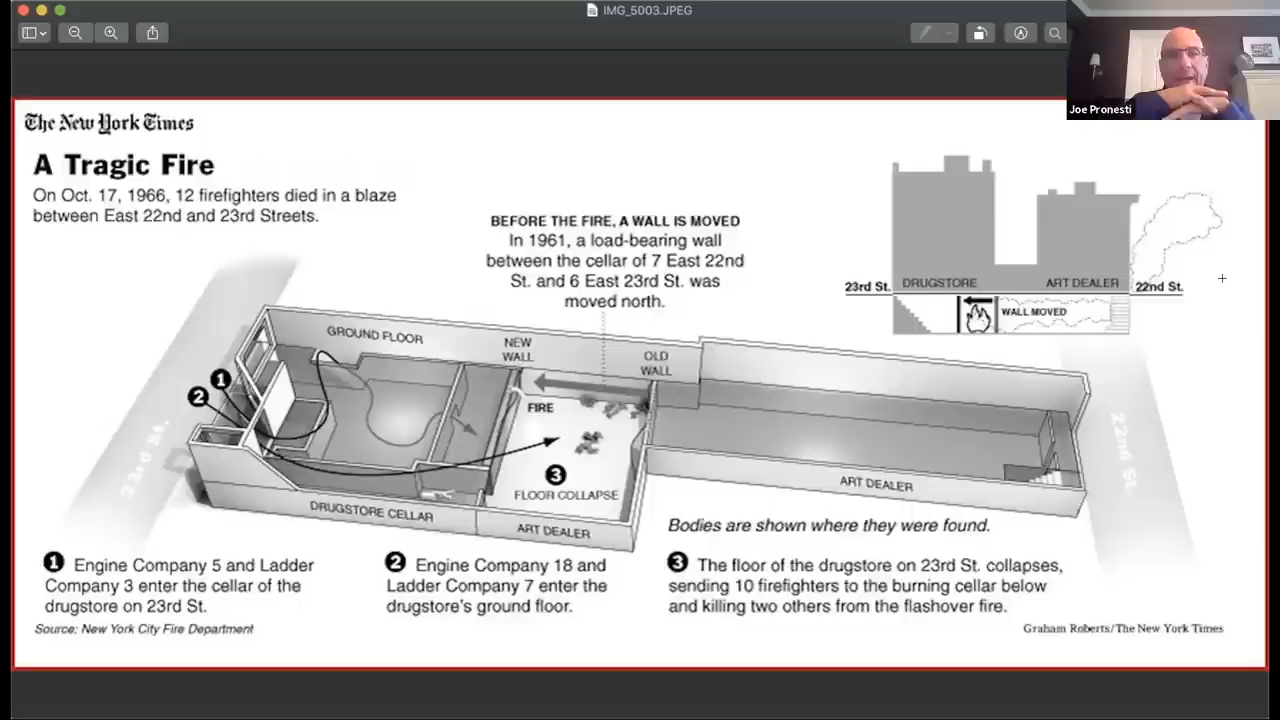 IMG_5003.JPEG
Joe Pronesti
The New York Times
A Tragic Fire
On Oct. 17, 1966, 12 firefighters died in a blaze
between East 22nd and 23rd Streets.
BEFORE THE FIRE, A WALL IS MOVED
In 1961, a load-bearing wall
between the cellar of 7 East 22nd
St. and 6 East 23rd St. was
moved north.
DRUGSTORE
ART DEALER
23rd St.
22nd St.
WALL MOVED
GROUND FLOOR
NEW
WALL
OLD
WALL
1
2
FIRE
3
FLOOR COLLAPSE
23rd St.
22nd St.
DRUGSTORE CELLAR
ART DEALER
ART DEALER
Bodies are shown where they were found.
1 Engine Company 5 and Ladder
Company 3 enter the cellar of the
drugstore on 23rd St.
2 Engine Company 18 and
Ladder Company 7 enter the
drugstore's ground floor.
3 The floor of the drugstore on 23rd St. collapses,
sending 10 firefighters to the burning cellar below
and killing two others from the flashover fire.
Source: New York City Fire Department
Graham Roberts/The New York Times